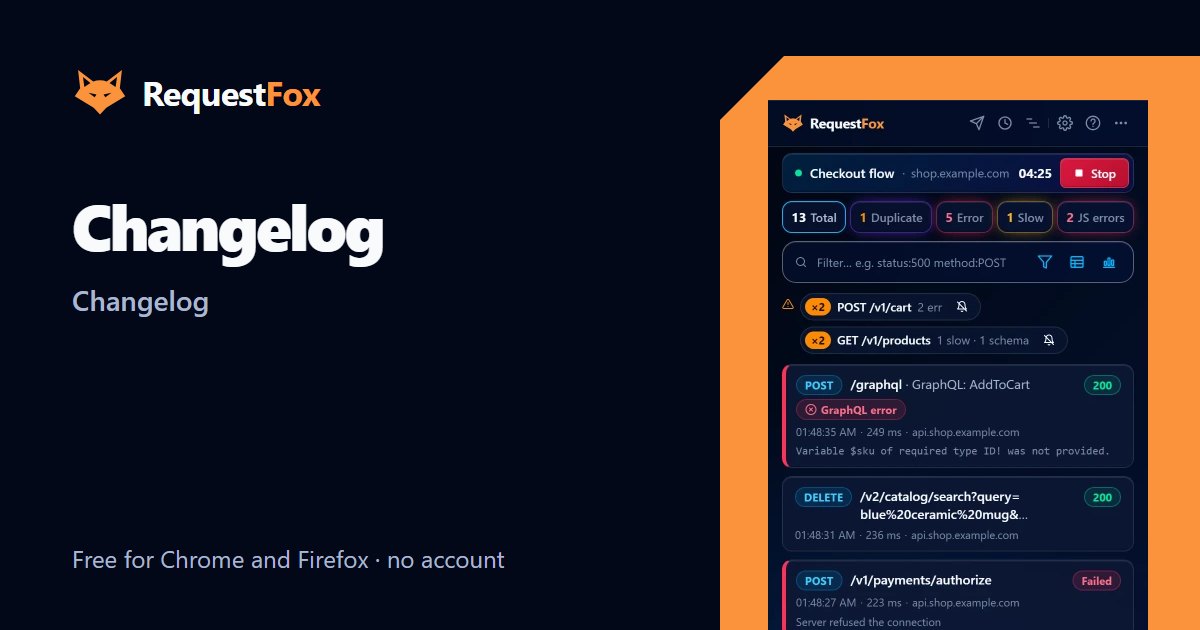 RequestFox
Changelog
Changelog
Free for Chrome and Firefox · no account
RequestFox
Checkout flow · shop.example.com 04:25 Stop
13 Total 1 Duplicate 5 Error 1 Slow 2 JS errors
Filter... e.g. status:500 method:POST
×2 POST /v1/cart 2 err
×2 GET /v1/products 1 slow · 1 schema
POST /graphql · GraphQL: AddToCart 200
GraphQL error
01:48:35 AM · 249 ms · api.shop.example.com
Variable $sku of required type ID! was not provided.
DELETE /v2/catalog/search?query= 200
blue%20ceramic%20mug&...
01:48:31 AM · 236 ms · api.shop.example.com
POST /v1/payments/authorize Failed
01:48:27 AM · 223 ms · api.shop.example.com
Server refused the connection